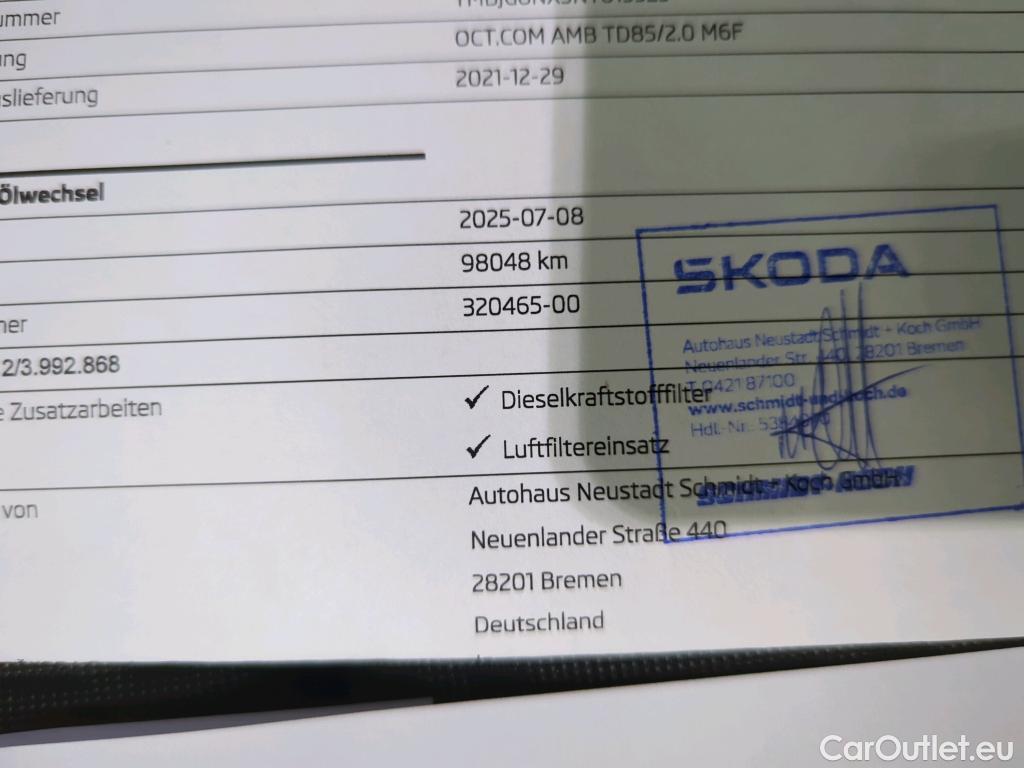 ummer
OCT.COM AMB TD85/2.0 M6F
ung
2021-12-29
slieferung
Ölwechsel
2025-07-08
98048 km
320465-00
ner
2/3.992.868
e Zusatzarbeiten
✓ Dieselkraftstofffilter
✓ Luftfiltereinsatz
von
Autohaus Neustadt Schmidt + Koch GmbH
Neuenlander Straße 440
28201 Bremen
Deutschland
SKODA
Autohaus Neustadt Schmidt + Koch GmbH
Neuenlander Str. 440, 28201 Bremen
T 0421 87100
www.schmidt-und-koch.de
Hdl.-Nr.:
CarOutlet.eu